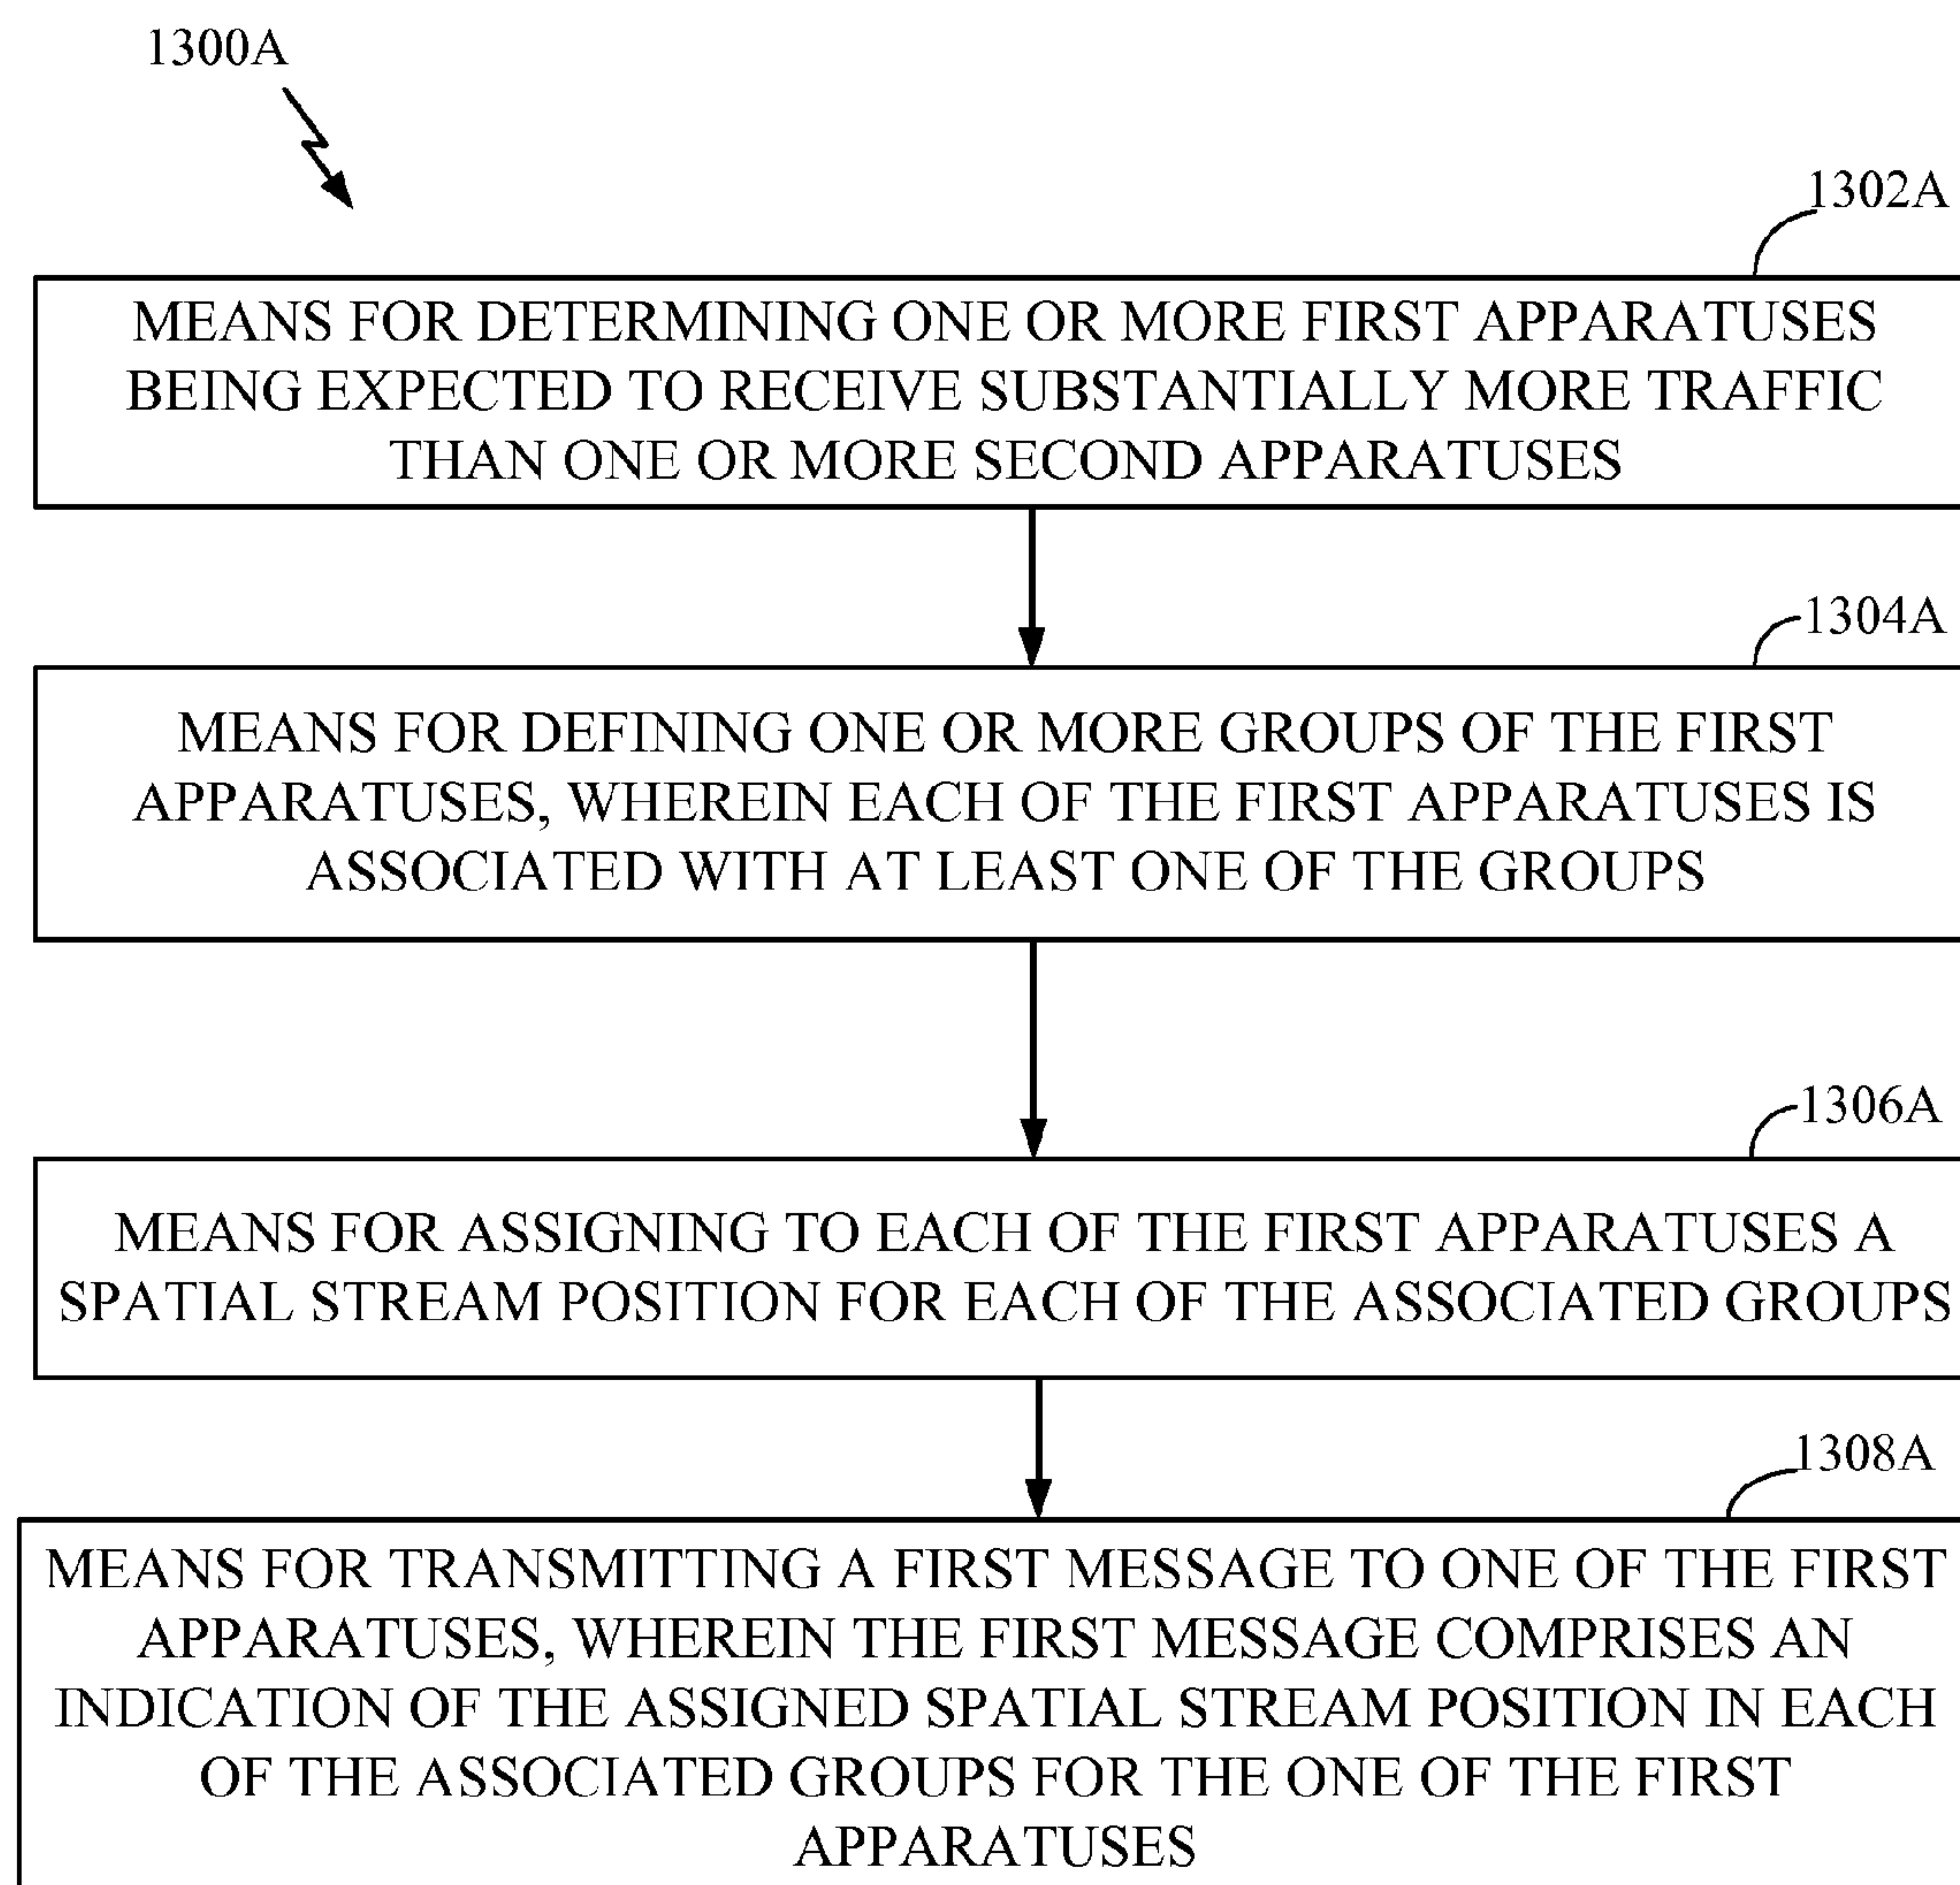 1300A
1302A
MEANS FOR DETERMINING ONE OR MORE FIRST APPARATUSES
BEING EXPECTED TO RECEIVE SUBSTANTIALLY MORE TRAFFIC
THAN ONE OR MORE SECOND APPARATUSES
1304A
MEANS FOR DEFINING ONE OR MORE GROUPS OF THE FIRST
APPARATUSES, WHEREIN EACH OF THE FIRST APPARATUSES IS
ASSOCIATED WITH AT LEAST ONE OF THE GROUPS
1306A
MEANS FOR ASSIGNING TO EACH OF THE FIRST APPARATUSES A
SPATIAL STREAM POSITION FOR EACH OF THE ASSOCIATED GROUPS
1308A
MEANS FOR TRANSMITTING A FIRST MESSAGE TO ONE OF THE FIRST
APPARATUSES, WHEREIN THE FIRST MESSAGE COMPRISES AN
INDICATION OF THE ASSIGNED SPATIAL STREAM POSITION IN EACH
OF THE ASSOCIATED GROUPS FOR THE ONE OF THE FIRST
APPARATUSES